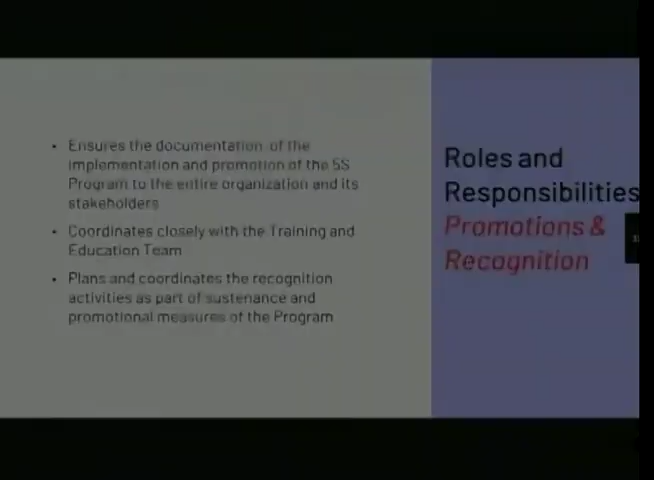 • Ensures the documentation of the
implementation and promotion of the 5S
Program to the entire organization and its
stakeholders
• Coordinates closely with the Training and
Education Team
• Plans and coordinates the recognition
activities as part of sustenance and
promotional measures of the Program
Roles and
Responsibilities
Promotions &
Recognition